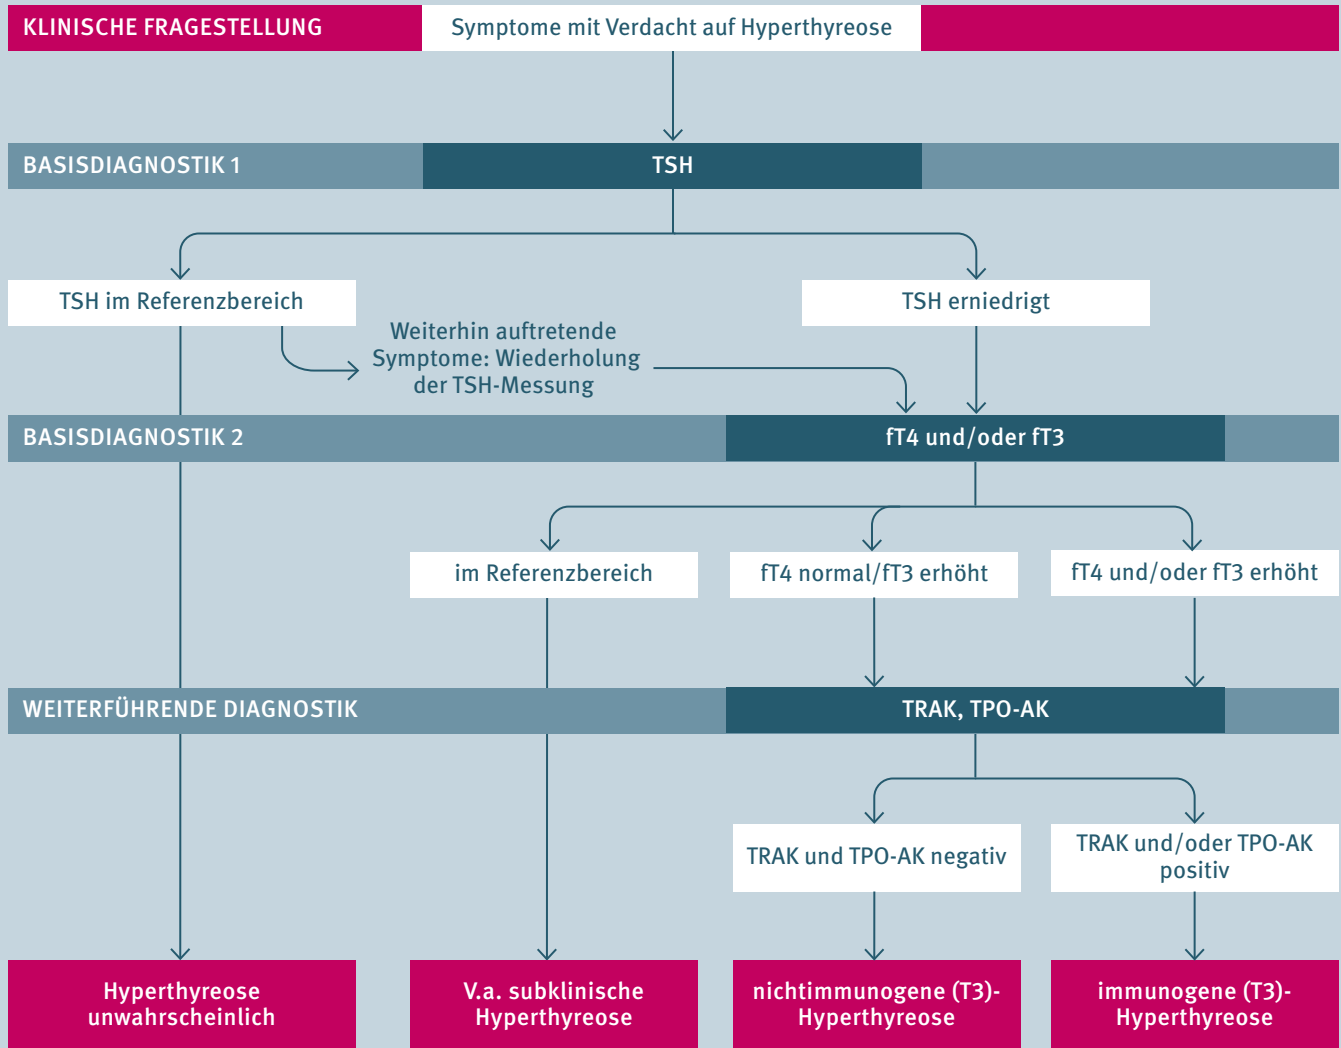 KLINISCHE FRAGESTELLUNG
Symptome mit Verdacht auf Hyperthyreose
BASISDIAGNOSTIK 1
TSH
TSH im Referenzbereich
TSH erniedrigt
Weiterhin auftretende
Symptome: Wiederholung
der TSH-Messung
BASISDIAGNOSTIK 2
fT4 und/oder fT3
im Referenzbereich
fT4 normal/fT3 erhöht
fT4 und/oder fT3 erhöht
WEITERFÜHRENDE DIAGNOSTIK
TRAK, TPO-AK
TRAK und TPO-AK negativ
TRAK und/oder TPO-AK
positiv
Hyperthyreose
unwahrscheinlich
V.a. subklinische
Hyperthyreose
nichtimmunogene (T3)-
Hyperthyreose
immunogene (T3)-
Hyperthyreose